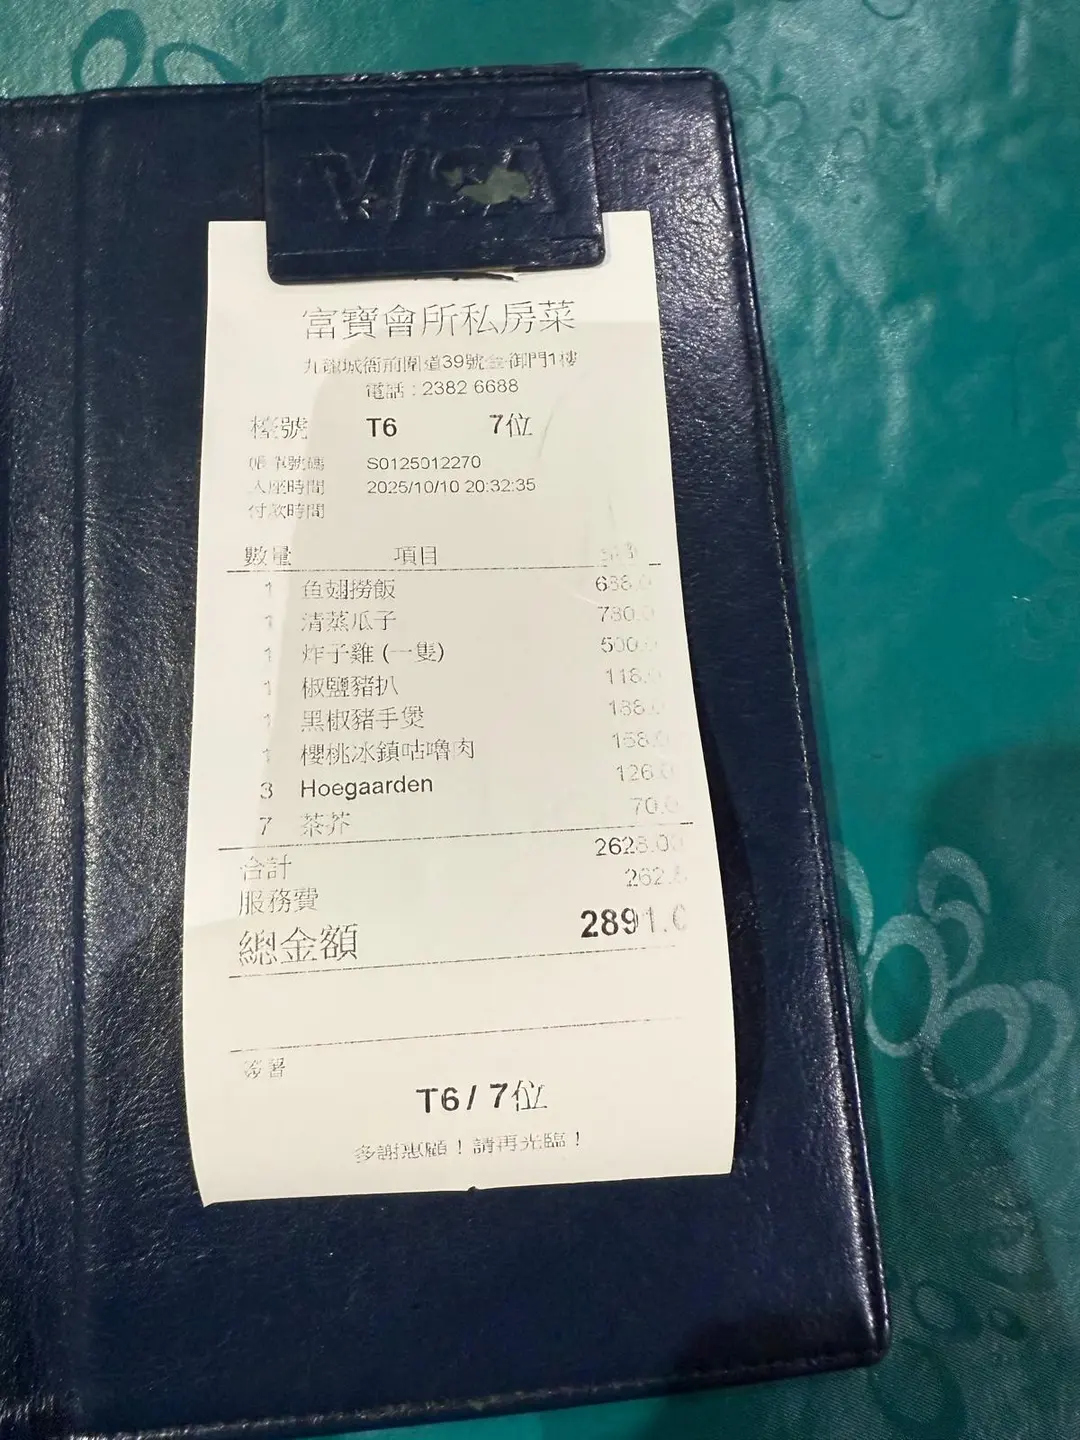 VISA
富寶會所私房菜
九龍城衙前圍道39號金御門1樓
電話 : 2382 6688
檯號 T6 7位
帳單號碼 S0125012270
入座時間 2025/10/10 20:32:35
付款時間
數量 項目
1 鱼翅撈飯 688.0
1 清蒸瓜子 780.0
1 炸子雞 (一隻) 500.0
1 椒鹽豬扒 118.0
1 黑椒豬手煲 188.0
1 櫻桃冰鎮咕嚕肉 158.0
3 Hoegaarden 126.0
7 茶芥 70.0
合計 2628.00
服務費 262.8
總金額 2891.0
簽署
T6 / 7位
多謝惠顧！請再光臨！